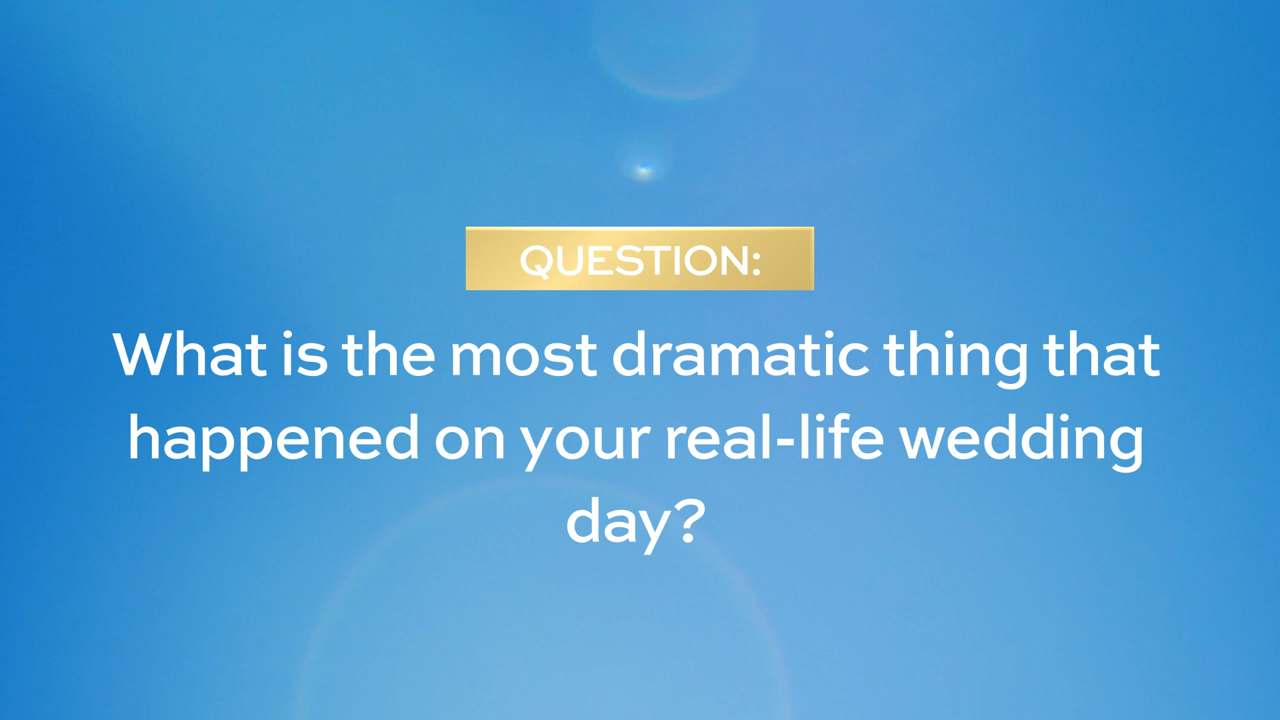 QUESTION:
What is the most dramatic thing that
happened on your real-life wedding
day?